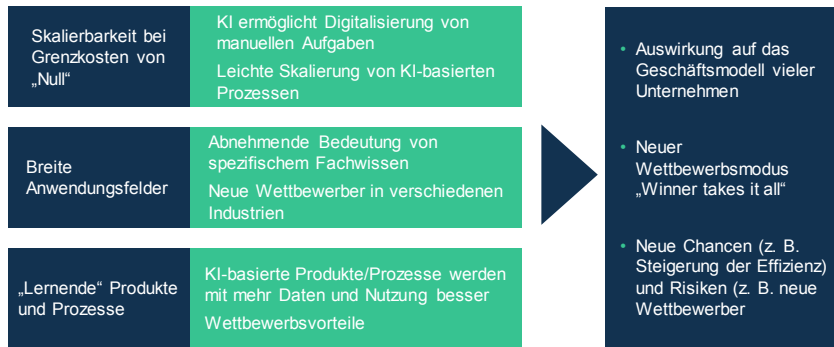 Skalierbarkeit bei
Grenzkosten von
„Null“
KI ermöglicht Digitalisierung von
manuellen Aufgaben
Leichte Skalierung von KI-basierten
Prozessen
Breite
Anwendungsfelder
Abnehmende Bedeutung von
spezifischem Fachwissen
Neue Wettbewerber in verschiedenen
Industrien
„Lernende“ Produkte
und Prozesse
KI-basierte Produkte/Prozesse werden
mit mehr Daten und Nutzung besser
Wettbewerbsvorteile
• Auswirkung auf das
Geschäftsmodell vieler
Unternehmen
• Neuer
Wettbewerbsmodus
„Winner takes it all“
• Neue Chancen (z. B.
Steigerung der Effizienz)
und Risiken (z. B. neue
Wettbewerber